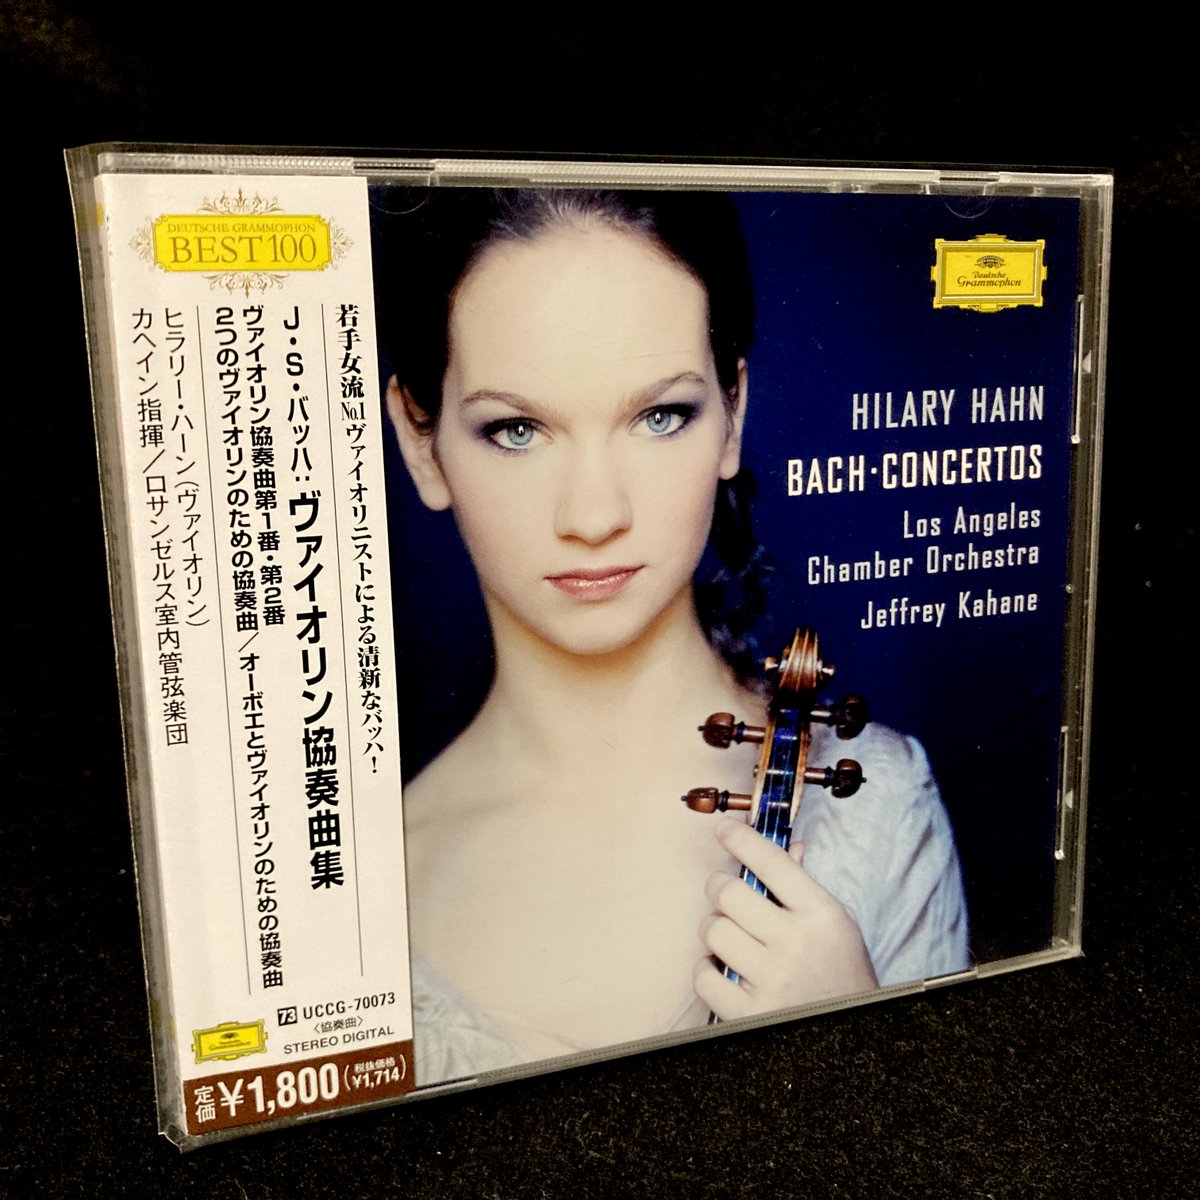 DEUTSCHE GRAMMOPHON
BEST 100
若手女流No.1ヴァイオリニストによる清新なバッハ!
J・S・バッハ:ヴァイオリン協奏曲集
ヴァイオリン協奏曲第1番・第2番
2つのヴァイオリンのための協奏曲/オーボエとヴァイオリンのための協奏曲
ヒラリー・ハーン(ヴァイオリン)
カヘイン指揮/ロサンゼルス室内管弦楽団
73 UCCG-70073
〈協奏曲〉
STEREO DIGITAL
Deutsche
Grammophon
定価 ¥1,800 (税抜価格 ¥1,714)
Deutsche
Grammophon
HILARY HAHN
BACH・CONCERTOS
Los Angeles
Chamber Orchestra
Jeffrey Kahane